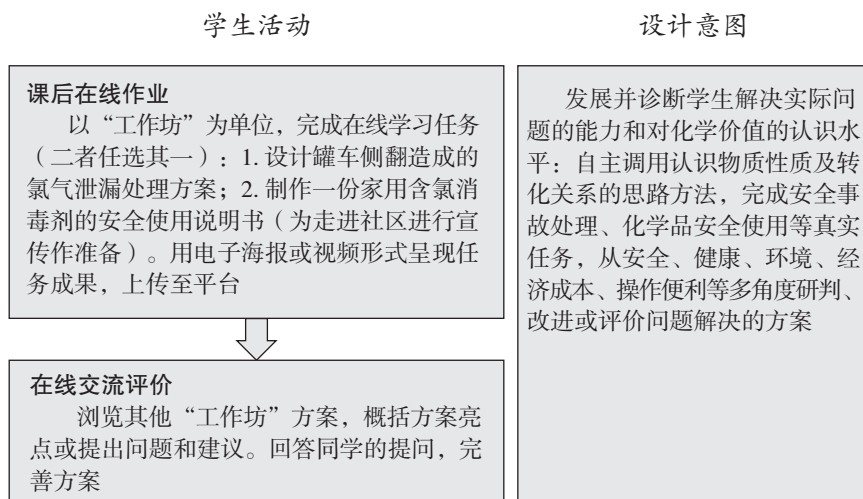 学生活动
设计意图
课后在线作业
以“工作坊”为单位，完成在线学习任务
（二者任选其一）：1. 设计罐车侧翻造成的
氯气泄漏处理方案；2. 制作一份家用含氯消
毒剂的安全使用说明书（为走进社区进行宣
传作准备）。用电子海报或视频形式呈现任
务成果，上传至平台
在线交流评价
浏览其他“工作坊”方案，概括方案亮
点或提出问题和建议。回答同学的提问，完
善方案
发展并诊断学生解决实际问
题的能力和对化学价值的认识水
平：自主调用认识物质性质及转
化关系的思路方法，完成安全事
故处理、化学品安全使用等真实
任务，从安全、健康、环境、经
济成本、操作便利等多角度研判、
改进或评价问题解决的方案